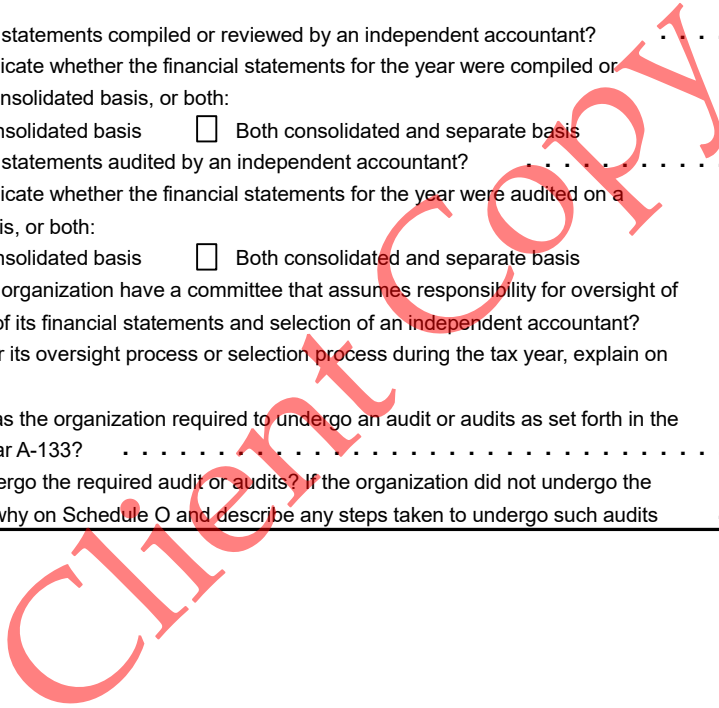 statements compiled or reviewed by an independent accountant? . . .
icate whether the financial statements for the year were compiled or
nsolidated basis, or both:
nsolidated basis Both consolidated and separate basis
statements audited by an independent accountant? . . . . . . . . . .
icate whether the financial statements for the year were audited on a
is, or both:
nsolidated basis Both consolidated and separate basis
organization have a committee that assumes responsibility for oversight of
of its financial statements and selection of an independent accountant?
r its oversight process or selection process during the tax year, explain on
as the organization required to undergo an audit or audits as set forth in the
ar A-133? . . . . . . . . . . . . . . . . . . . . . . . . . . . . . .
ergo the required audit or audits? If the organization did not undergo the
why on Schedule O and describe any steps taken to undergo such audits
Client Copy